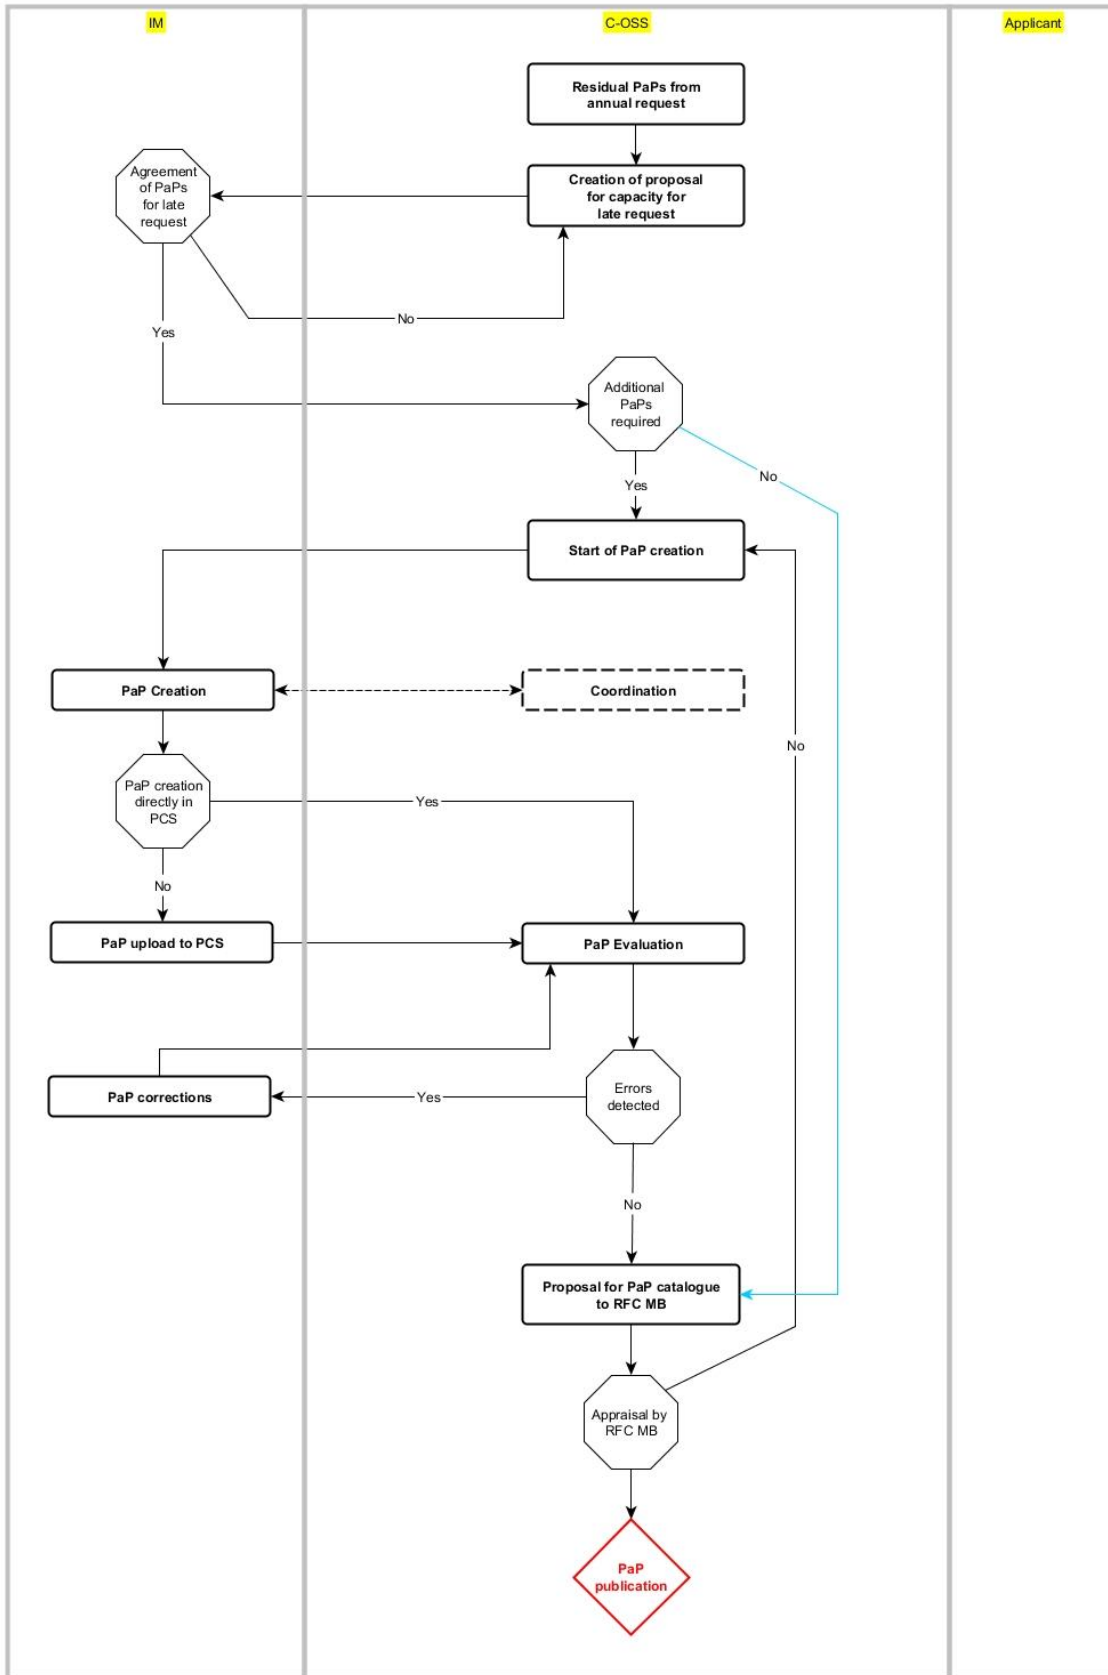 IM
C-OSS
Applicant
Residual PaPs from
annual request
Agreement
of PaPs
for late
request
Creation of proposal
for capacity for
late request
No
Yes
Additional
PaPs
required
No
Yes
Start of PaP creation
PaP Creation
Coordination
No
PaP creation
directly in
PCS
Yes
No
PaP upload to PCS
PaP Evaluation
Errors
detected
PaP corrections
Yes
No
Proposal for PaP catalogue
to RFC MB
Appraisal by
RFC MB
PaP
publication